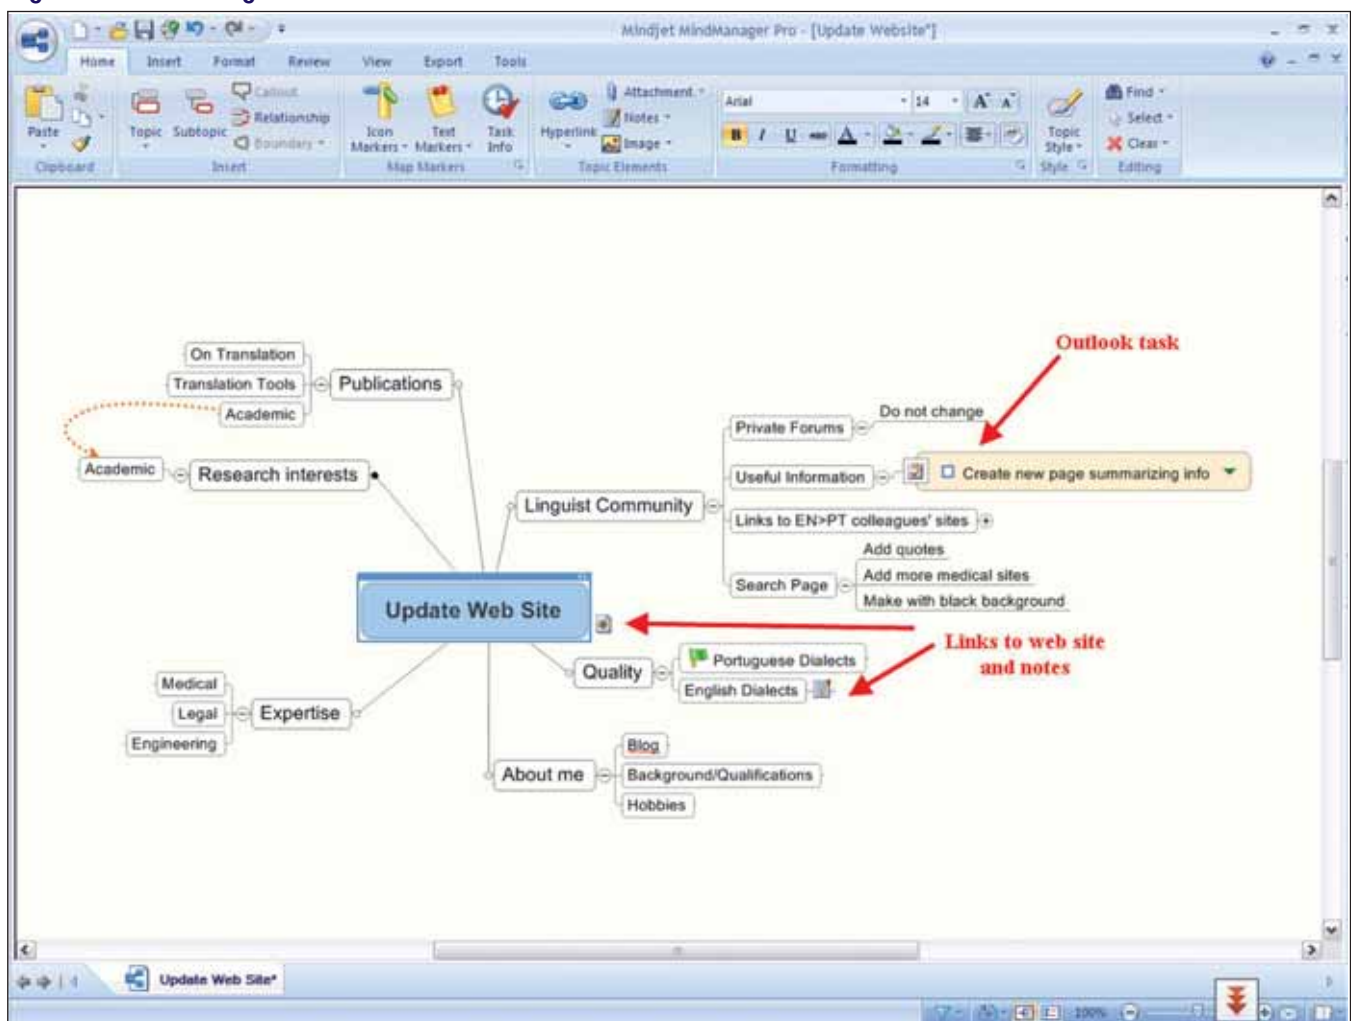 Mindjet MindManager Pro - [Update Website*]
Home Insert Format Review View Export Tools
Paste
Clipboard
Topic Subtopic
Callout
Relationship
Boundary
Insert
Icon Markers
Text Markers
Task Info
Map Markers
Hyperlink
Attachment
Notes
Image
Topic Elements
Arial 14 A A
B I U abc A
Formatting
Topic Style
Style
Find
Select
Clear
Editing
Outlook task
On Translation
Translation Tools
Academic
Publications
Academic
Research interests
Linguist Community
Private Forums
Do not change
Useful Information
Create new page summarizing info
Links to EN>PT colleagues' sites
Search Page
Add quotes
Add more medical sites
Make with black background
Update Web Site
Links to web site
and notes
Quality
Portuguese Dialects
English Dialects
Medical
Legal
Engineering
Expertise
About me
Blog
Background/Qualifications
Hobbies
Update Web Site*
100%